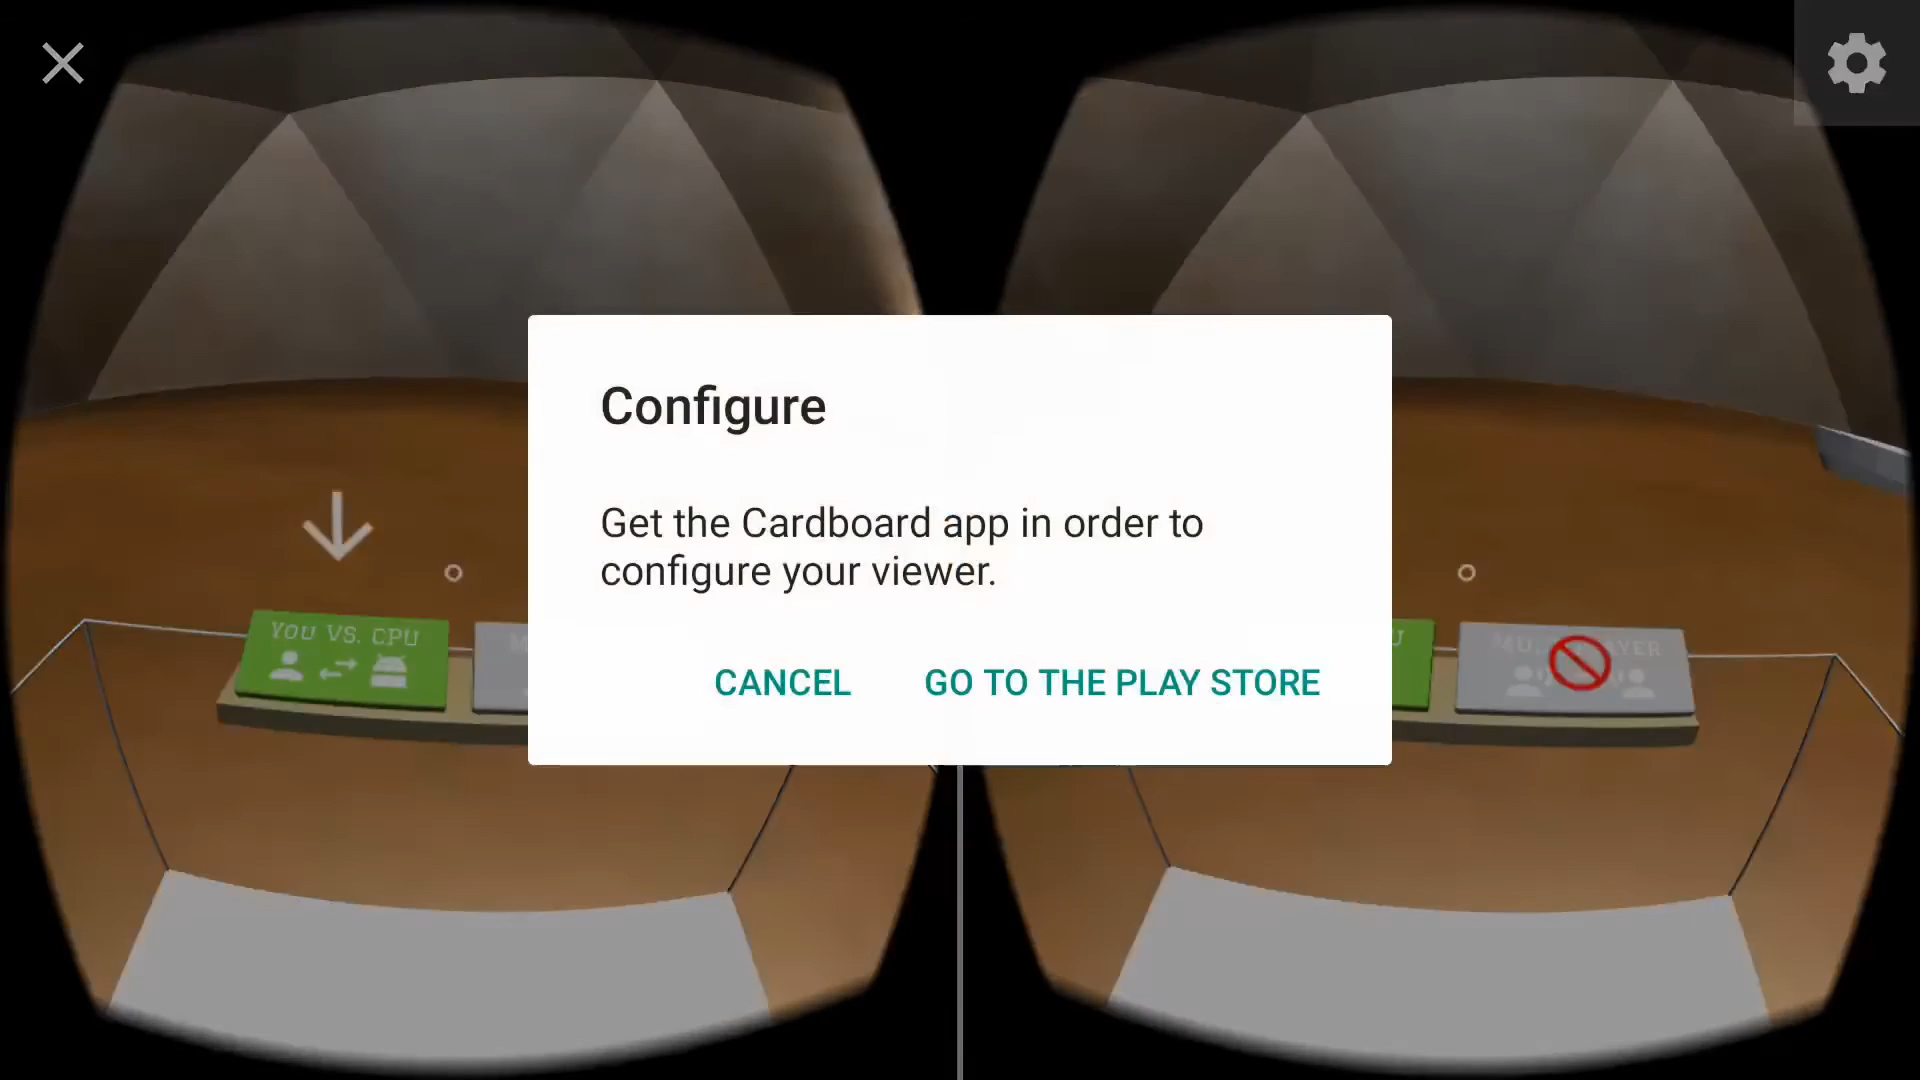 Configure
Get the Cardboard app in order to
configure your viewer.
CANCEL GO TO THE PLAY STORE
YOU VS. CPU
M
U